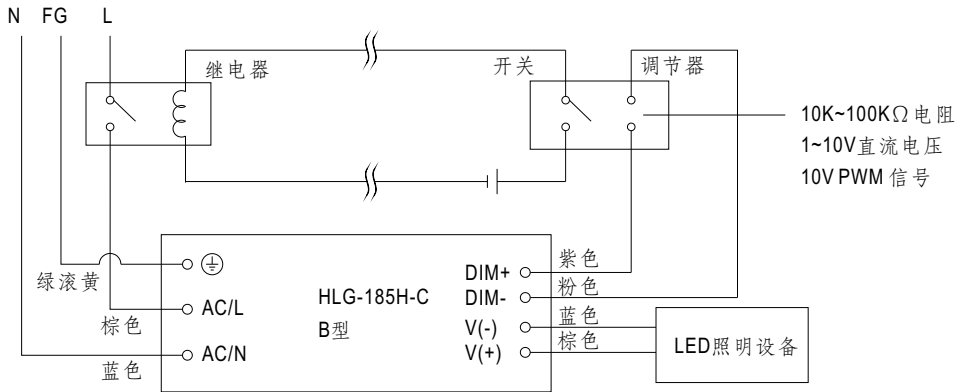 N FG L
继电器
开关
调节器
10K~100KΩ电阻
1~10V直流电压
10V PWM 信号
绿滚黄
棕色
AC/L
蓝色
AC/N
HLG-185H-C
B型
DIM+
紫色
DIM-
粉色
V(-)
蓝色
V(+)
棕色
LED照明设备